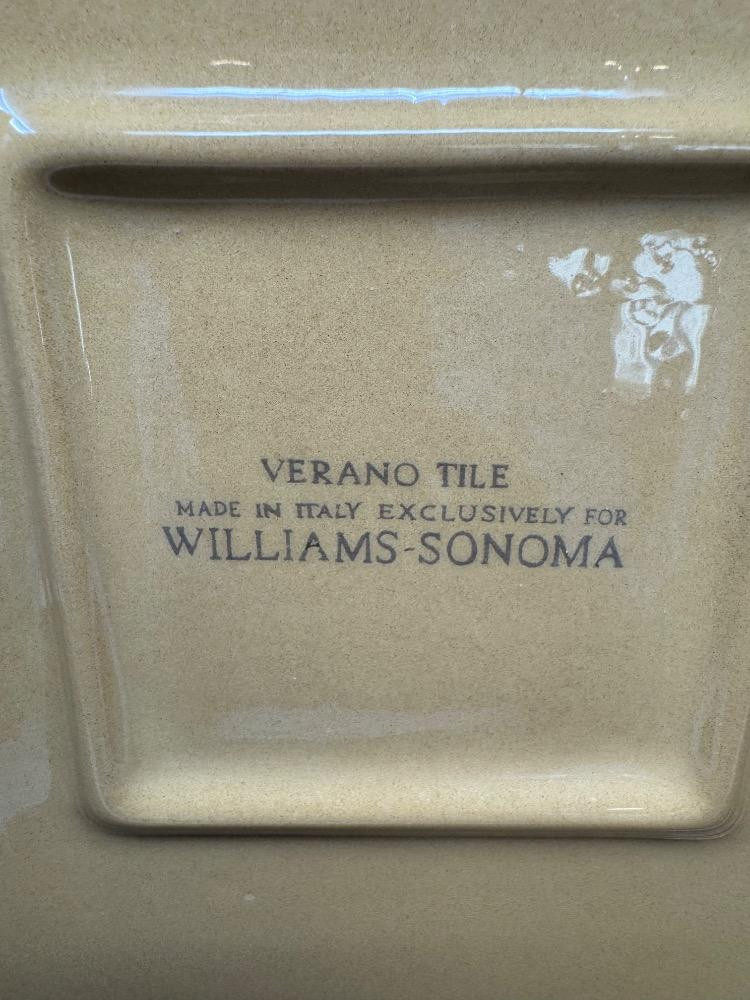 VERANO TILE
MADE IN ITALY EXCLUSIVELY FOR
WILLIAMS-SONOMA